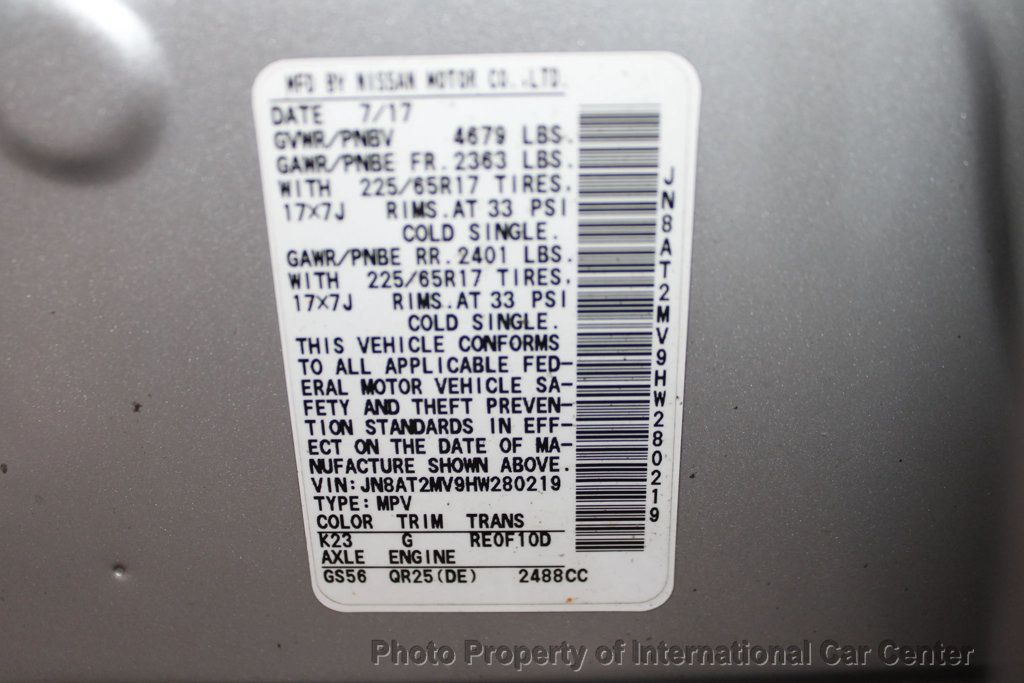 MFD BY NISSAN MOTOR CO.,LTD.
DATE 7/17
GVWR/PNBV 4679 LBS.
GAWR/PNBE FR.2363 LBS.
WITH 225/65R17 TIRES.
17×7J RIMS.AT 33 PSI
COLD SINGLE.
GAWR/PNBE RR.2401 LBS.
WITH 225/65R17 TIRES.
17×7J RIMS.AT 33 PSI
COLD SINGLE.
THIS VEHICLE CONFORMS
TO ALL APPLICABLE FED-
ERAL MOTOR VEHICLE SA-
FETY AND THEFT PREVEN-
TION STANDARDS IN EFF-
ECT ON THE DATE OF MA-
NUFACTURE SHOWN ABOVE.
VIN:JN8AT2MV9HW280219
TYPE:MPV
COLOR TRIM TRANS
K23 G RE0F10D
AXLE ENGINE
GS56 QR25(DE) 2488CC
JN8AT2MV9HW280219
Photo Property of International Car Center